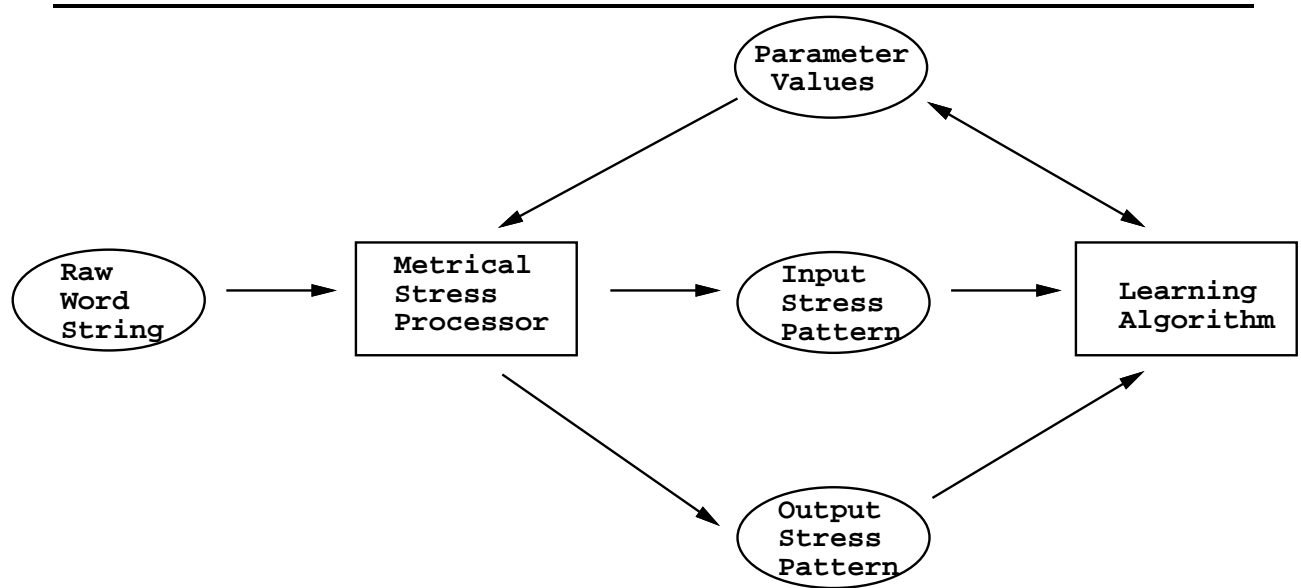 Parameter
Values
Raw
Word
String
Metrical
Stress
Processor
Input
Stress
Pattern
Learning
Algorithm
Output
Stress
Pattern